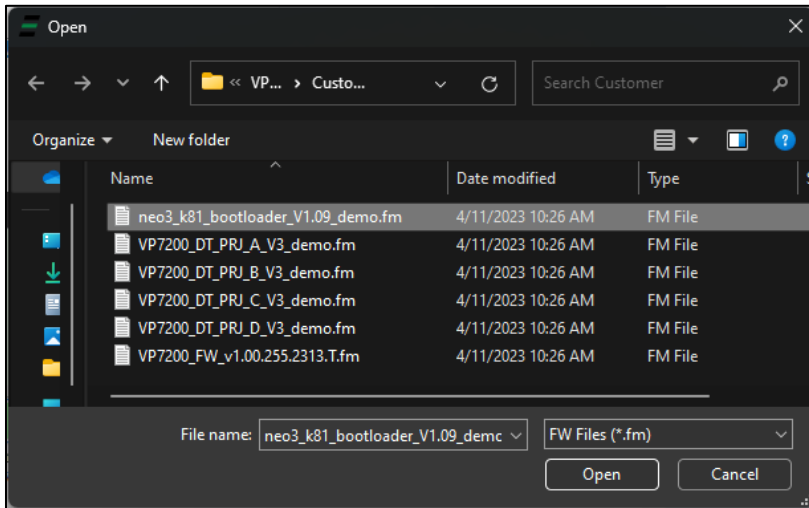 Open
VP... › Custo...
Search Customer
Organize
New folder
Name
Date modified
Type
neo3_k81_bootloader_V1.09_demo.fm
4/11/2023 10:26 AM
FM File
VP7200_DT_PRJ_A_V3_demo.fm
4/11/2023 10:26 AM
FM File
VP7200_DT_PRJ_B_V3_demo.fm
4/11/2023 10:26 AM
FM File
VP7200_DT_PRJ_C_V3_demo.fm
4/11/2023 10:26 AM
FM File
VP7200_DT_PRJ_D_V3_demo.fm
4/11/2023 10:26 AM
FM File
VP7200_FW_v1.00.255.2313.T.fm
4/11/2023 10:26 AM
FM File
File name:
neo3_k81_bootloader_V1.09_demc
FW Files (*.fm)
Open
Cancel